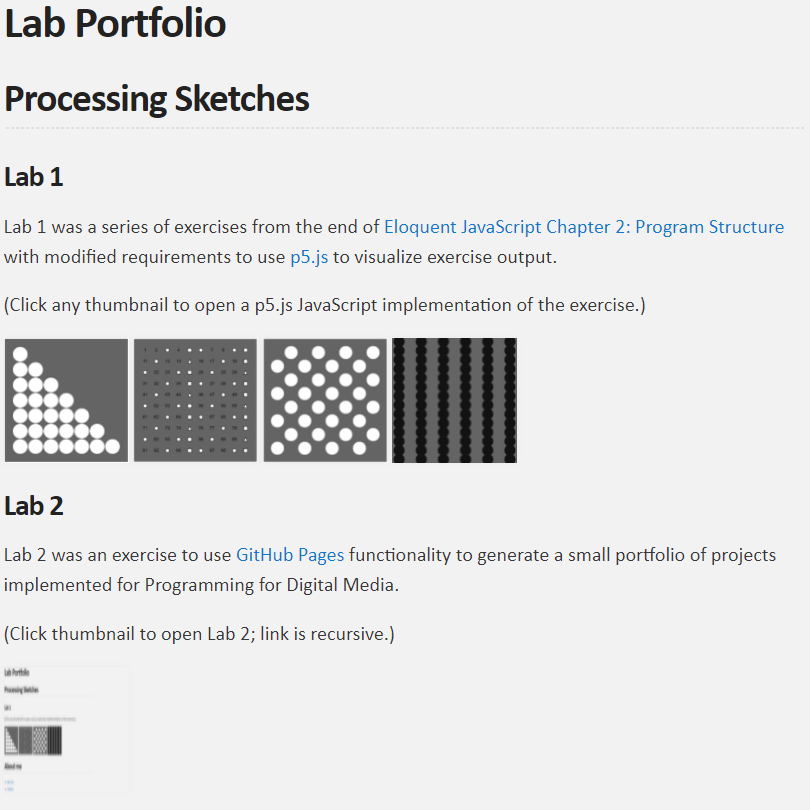 Lab Portfolio
Processing Sketches
Lab 1
Lab 1 was a series of exercises from the end of Eloquent JavaScript Chapter 2: Program Structure
with modified requirements to use p5.js to visualize exercise output.
(Click any thumbnail to open a p5.js JavaScript implementation of the exercise.)
Lab 2
Lab 2 was an exercise to use GitHub Pages functionality to generate a small portfolio of projects
implemented for Programming for Digital Media.
(Click thumbnail to open Lab 2; link is recursive.)
Lab Portfolio
Processing Sketches
Lab 1
About me